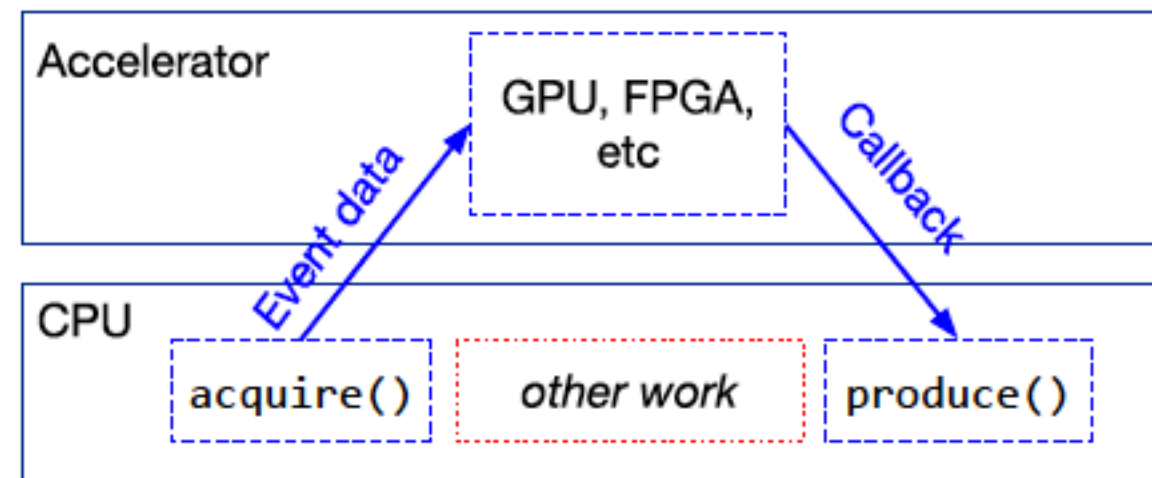 Accelerator
GPU, FPGA,
etc
Event data
Callback
CPU
acquire()
other work
produce()